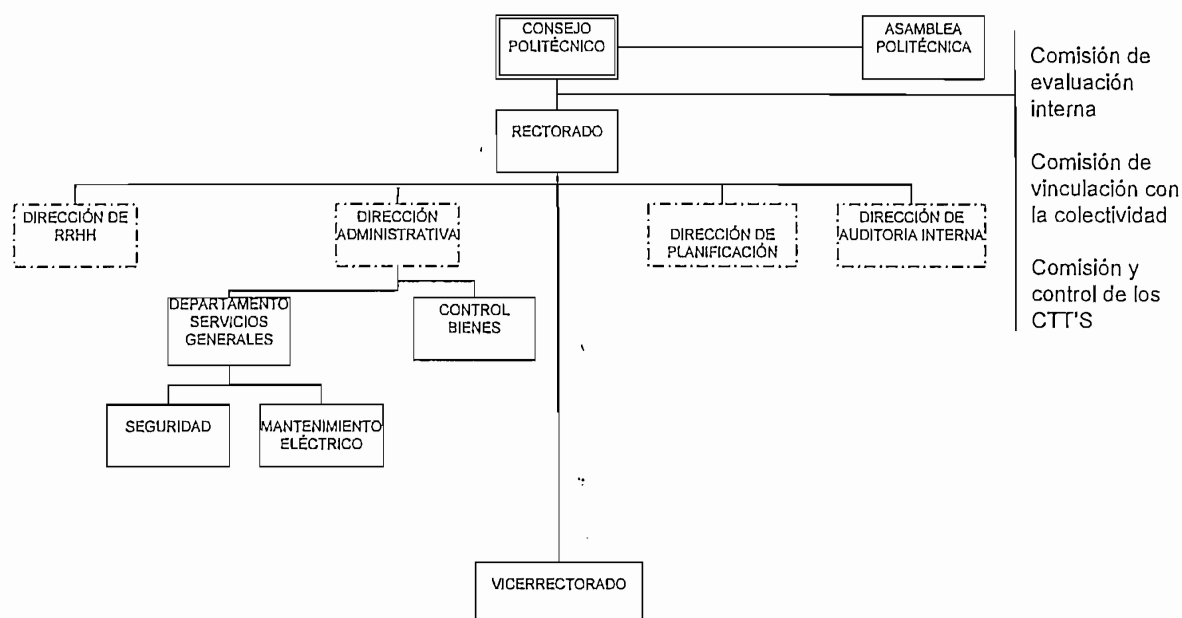 CONSEJO
POLITÉCNICO
ASAMBLEA
POLITÉCNICA
Comisión de
evaluación
interna
Comisión de
vinculación con
la colectividad
Comisión y
control de los
CTT'S
RECTORADO
DIRECCIÓN DE
RRHH
DIRECCIÓN
ADMINISTRATIVA
DIRECCIÓN DE
PLANIFICACIÓN
DIRECCIÓN DE
AUDITORÍA INTERNA
DEPARTAMENTO
SERVICIOS
GENERALES
CONTROL
BIENES
SEGURIDAD
MANTENIMIENTO
ELÉCTRICO
VICERRECTORADO